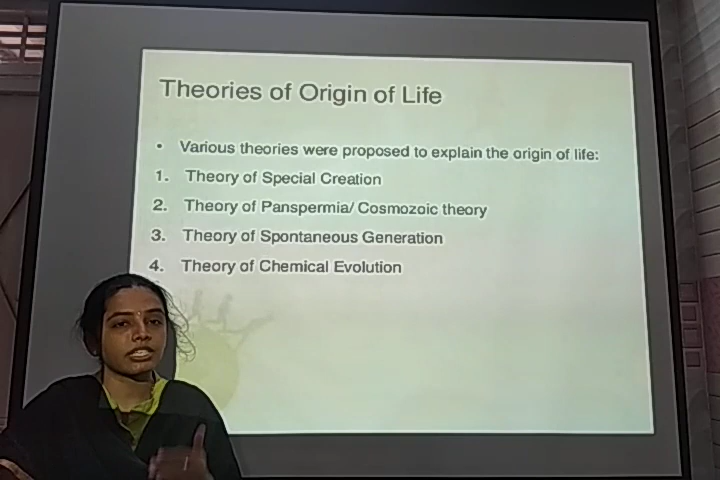 Theories of Origin of Life
• Various theories were proposed to explain the origin of life:
1. Theory of Special Creation
2. Theory of Panspermia/ Cosmozoic theory
3. Theory of Spontaneous Generation
4. Theory of Chemical Evolution